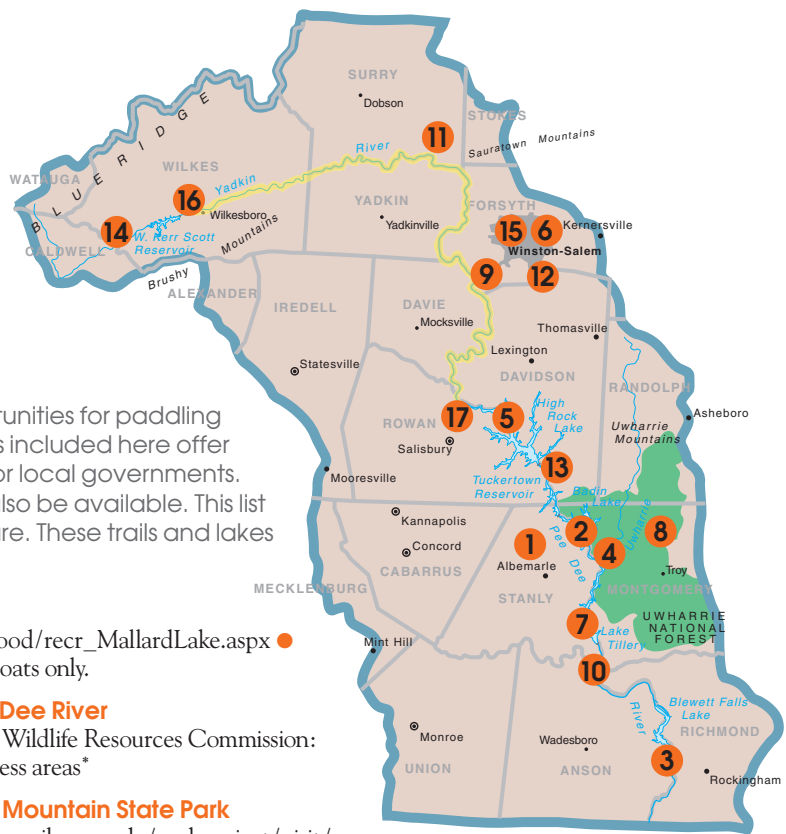 SURRY
Dobson
STOKES
11
Sauratown Mountains
BLUE RIDGE
WILKES
River
WATAUGA
16
Yadkin
YADKIN
FORSYTH
Wilkesboro
Yadkinville
15
6
Kernersville
14
W. Kerr Scott
Reservoir
Mountains
Winston-Salem
CALDWELL
Brushy
9
12
ALEXANDER
IREDELL
DAVIE
Mocksville
Thomasville
Lexington
Statesville
DAVIDSON
RANDOLPH
High
Rock
Lake
17
5
Asheboro
ROWAN
Uwharrie
Mountains
Salisbury
13
Mooresville
Tuckertown
Reservoir
Badin
Lake
Kannapolis
2
Uwharrie
8
1
Pee Dee
4
Concord
Albemarle
Troy
CABARRUS
MECKLENBURG
STANLY
MONTGOMERY
7
UWHARRIE
NATIONAL
FOREST
Lake
Tillery
Mint Hill
10
Blewett Falls
Lake
River
RICHMOND
Monroe
Wadesboro
3
UNION
ANSON
Rockingham
unities for paddling
s included here offer
or local governments.
also be available. This list
re. These trails and lakes
ood/recr_MallardLake.aspx
oats only.
Dee River
Wildlife Resources Commission:
ess areas*
Mountain State Park